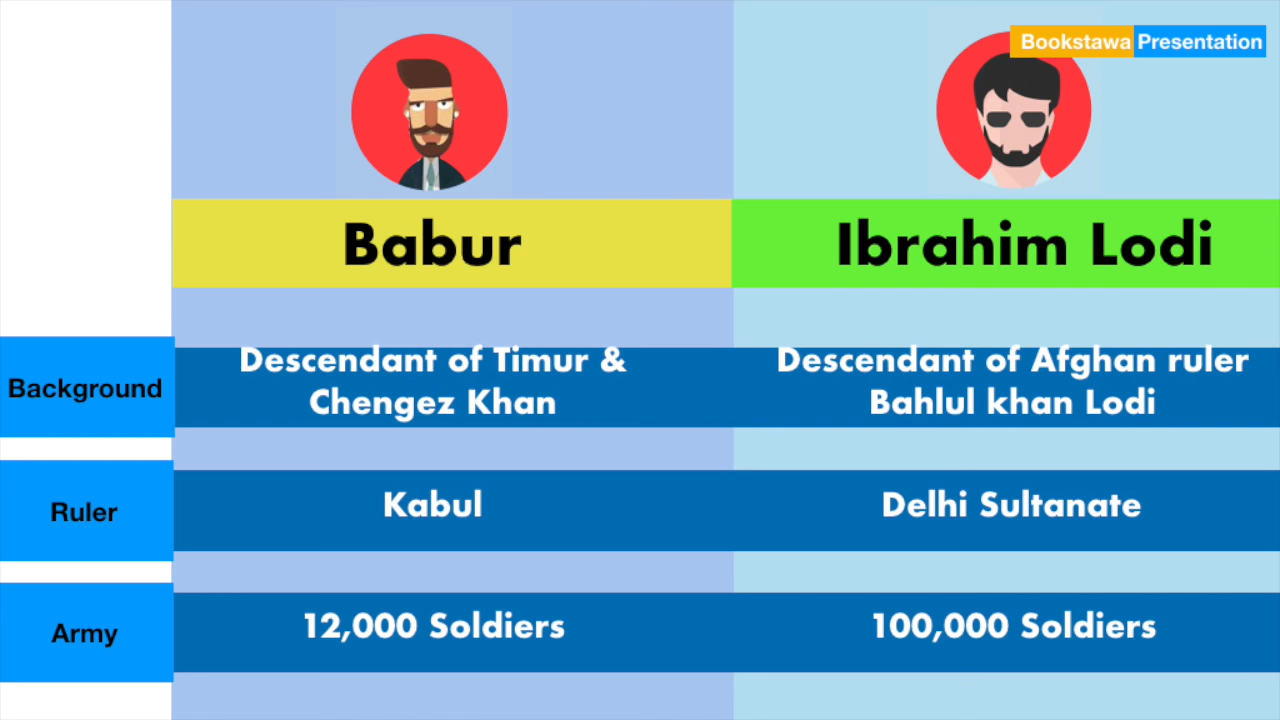 Bookstawa Presentation
Babur
Ibrahim Lodi
Background
Descendant of Timur &
Chengez Khan
Descendant of Afghan ruler
Bahlul khan Lodi
Ruler
Kabul
Delhi Sultanate
Army
12,000 Soldiers
100,000 Soldiers